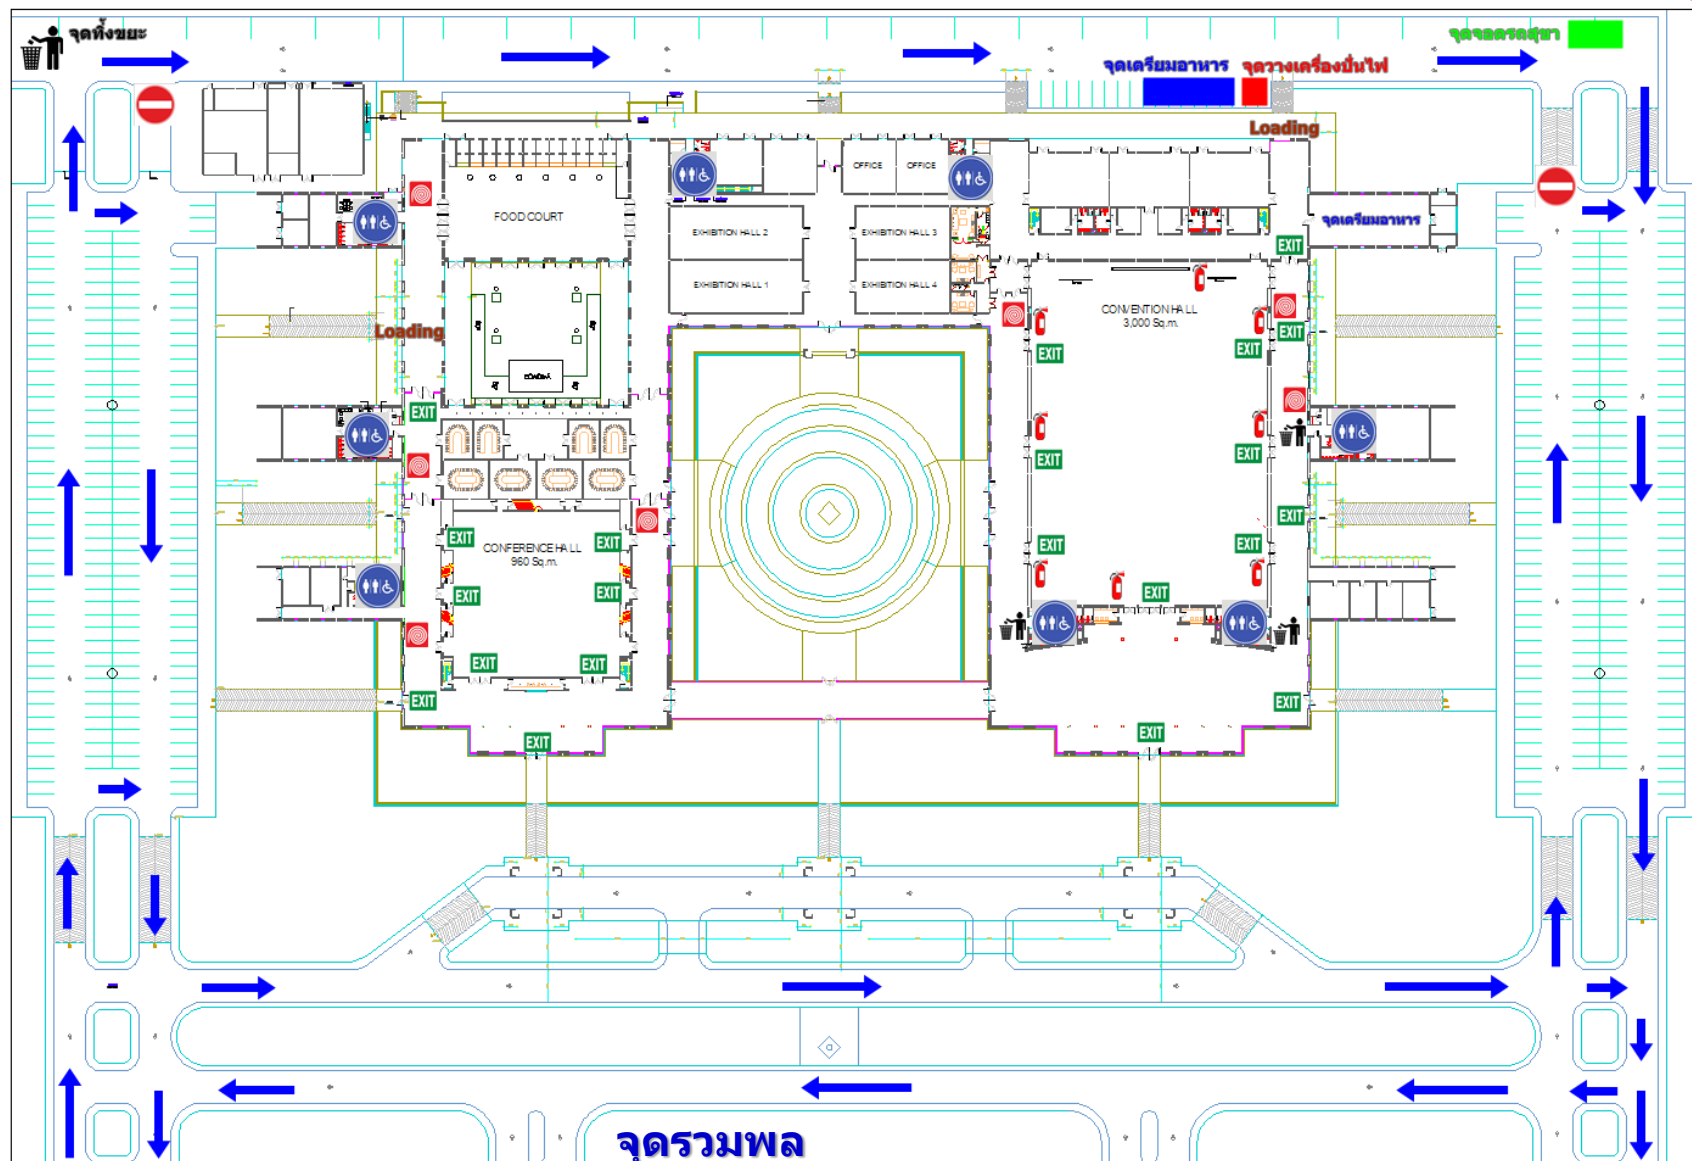 จุดทิ้งขยะ
จุดจอดรถสุขา
จุดเตรียมอาหาร
จุดวางเครื่องปั่นไฟ
Loading
OFFICE
OFFICE
FOOD COURT
EXHIBITION HALL 2
EXHIBITION HALL 3
จุดเตรียมอาหาร
EXIT
EXHIBITION HALL 1
EXHIBITION HALL 4
CONVENTION HALL
3,000 Sq.m.
Loading
EXIT
EXIT
EXIT
EXIT
EXIT
EXIT
EXIT
EXIT
EXIT
EXIT
EXIT
EXIT
CONFERENCE HALL
960 Sq.m.
EXIT
EXIT
EXIT
EXIT
EXIT
EXIT
EXIT
EXIT
EXIT
จุดรวมพล